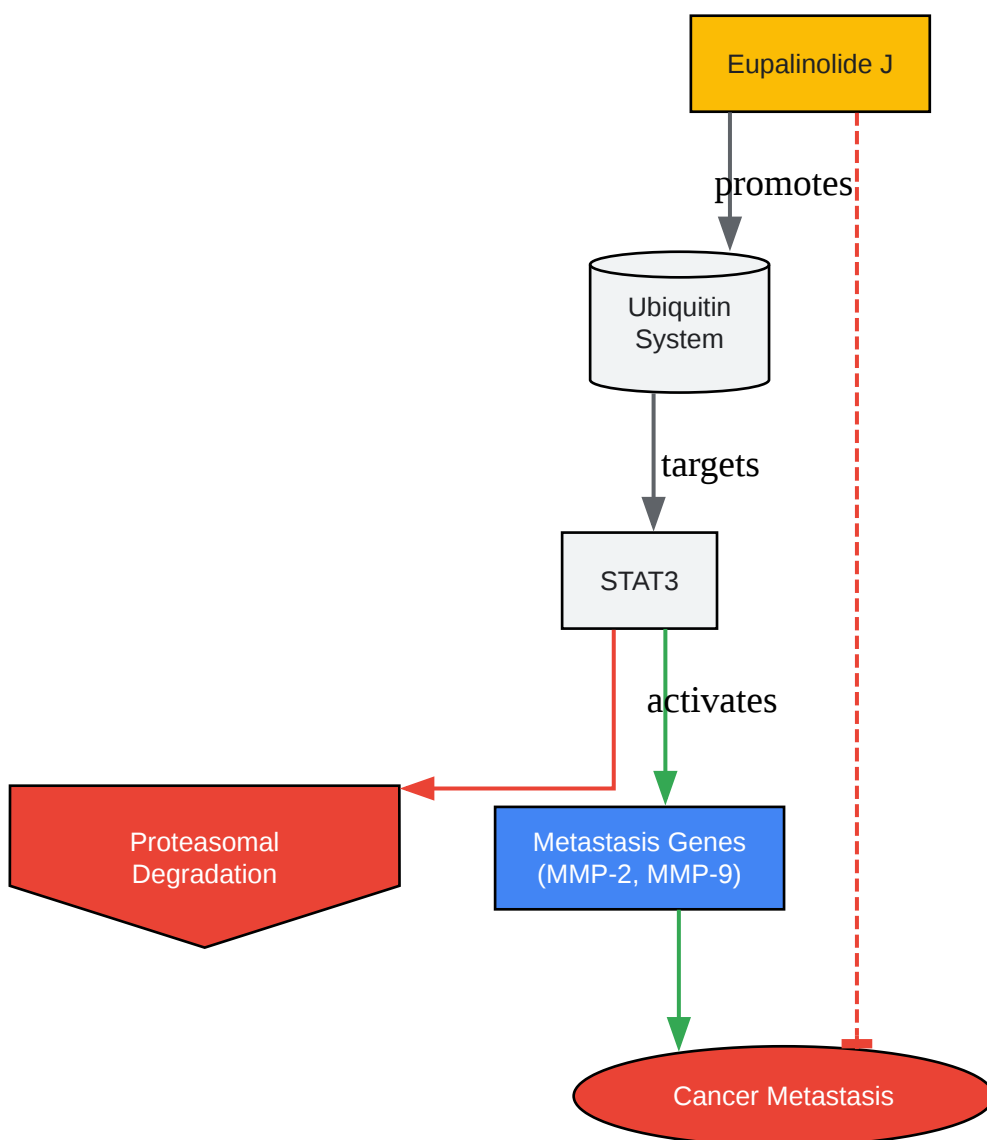 Eupalinolide J
promotes
Ubiquitin
System
targets
STAT3
activates
Proteasomal
Degradation
Metastasis Genes
(MMP-2, MMP-9)
Cancer Metastasis